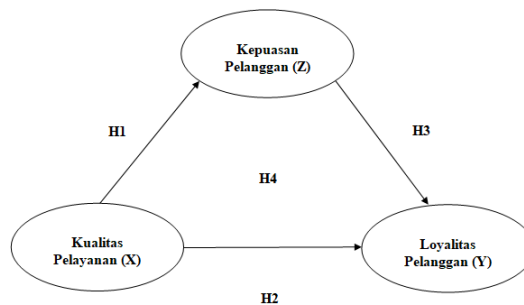 Kepuasan
Pelanggan (Z)
H1
H3
H4
Kualitas
Pelayanan (X)
Loyalitas
Pelanggan (Y)
H2